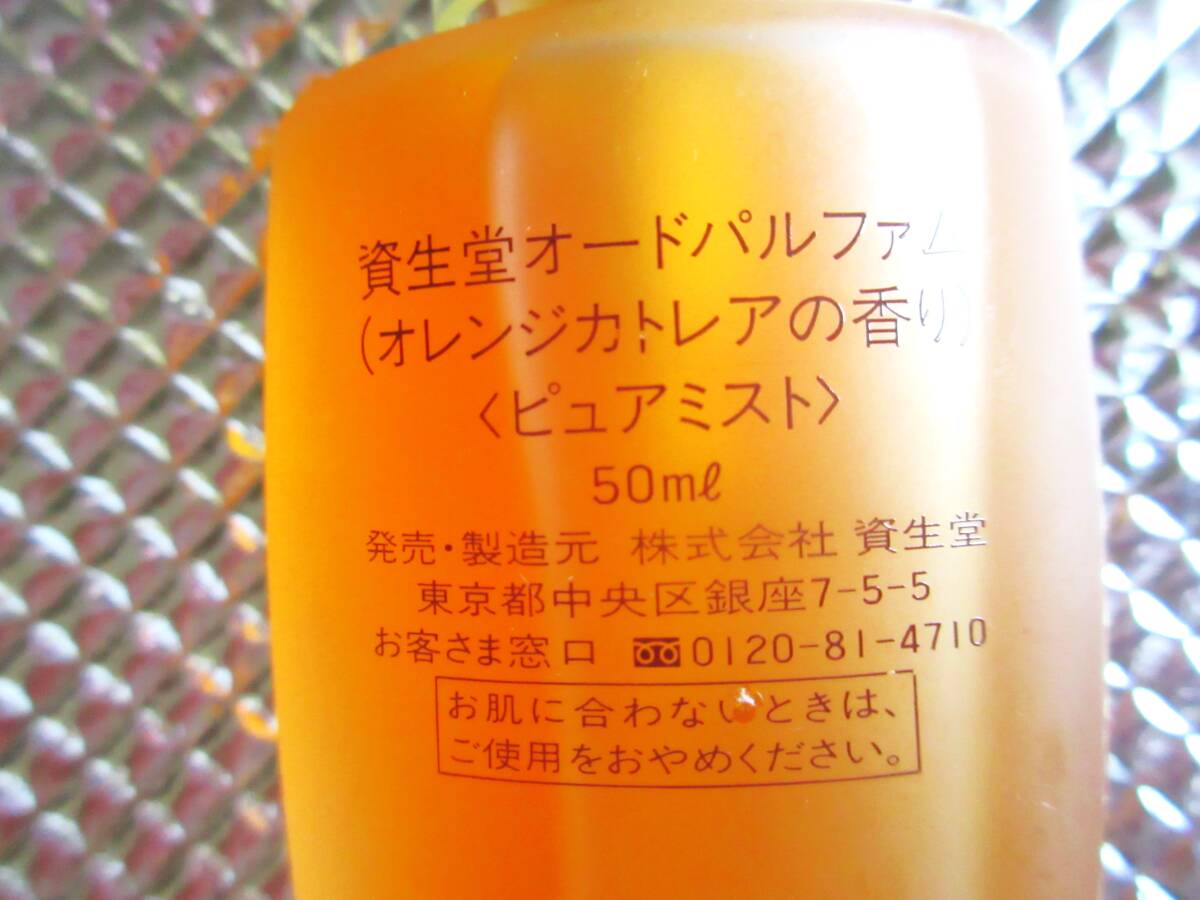 資生堂オードパルファム
(オレンジカトレアの香り)
〈ピュアミスト〉
50mℓ
発売・製造元 株式会社 資生堂
東京都中央区銀座7-5-5
お客さま窓口 0120-81-4710
お肌に合わないときは、
ご使用をおやめください。